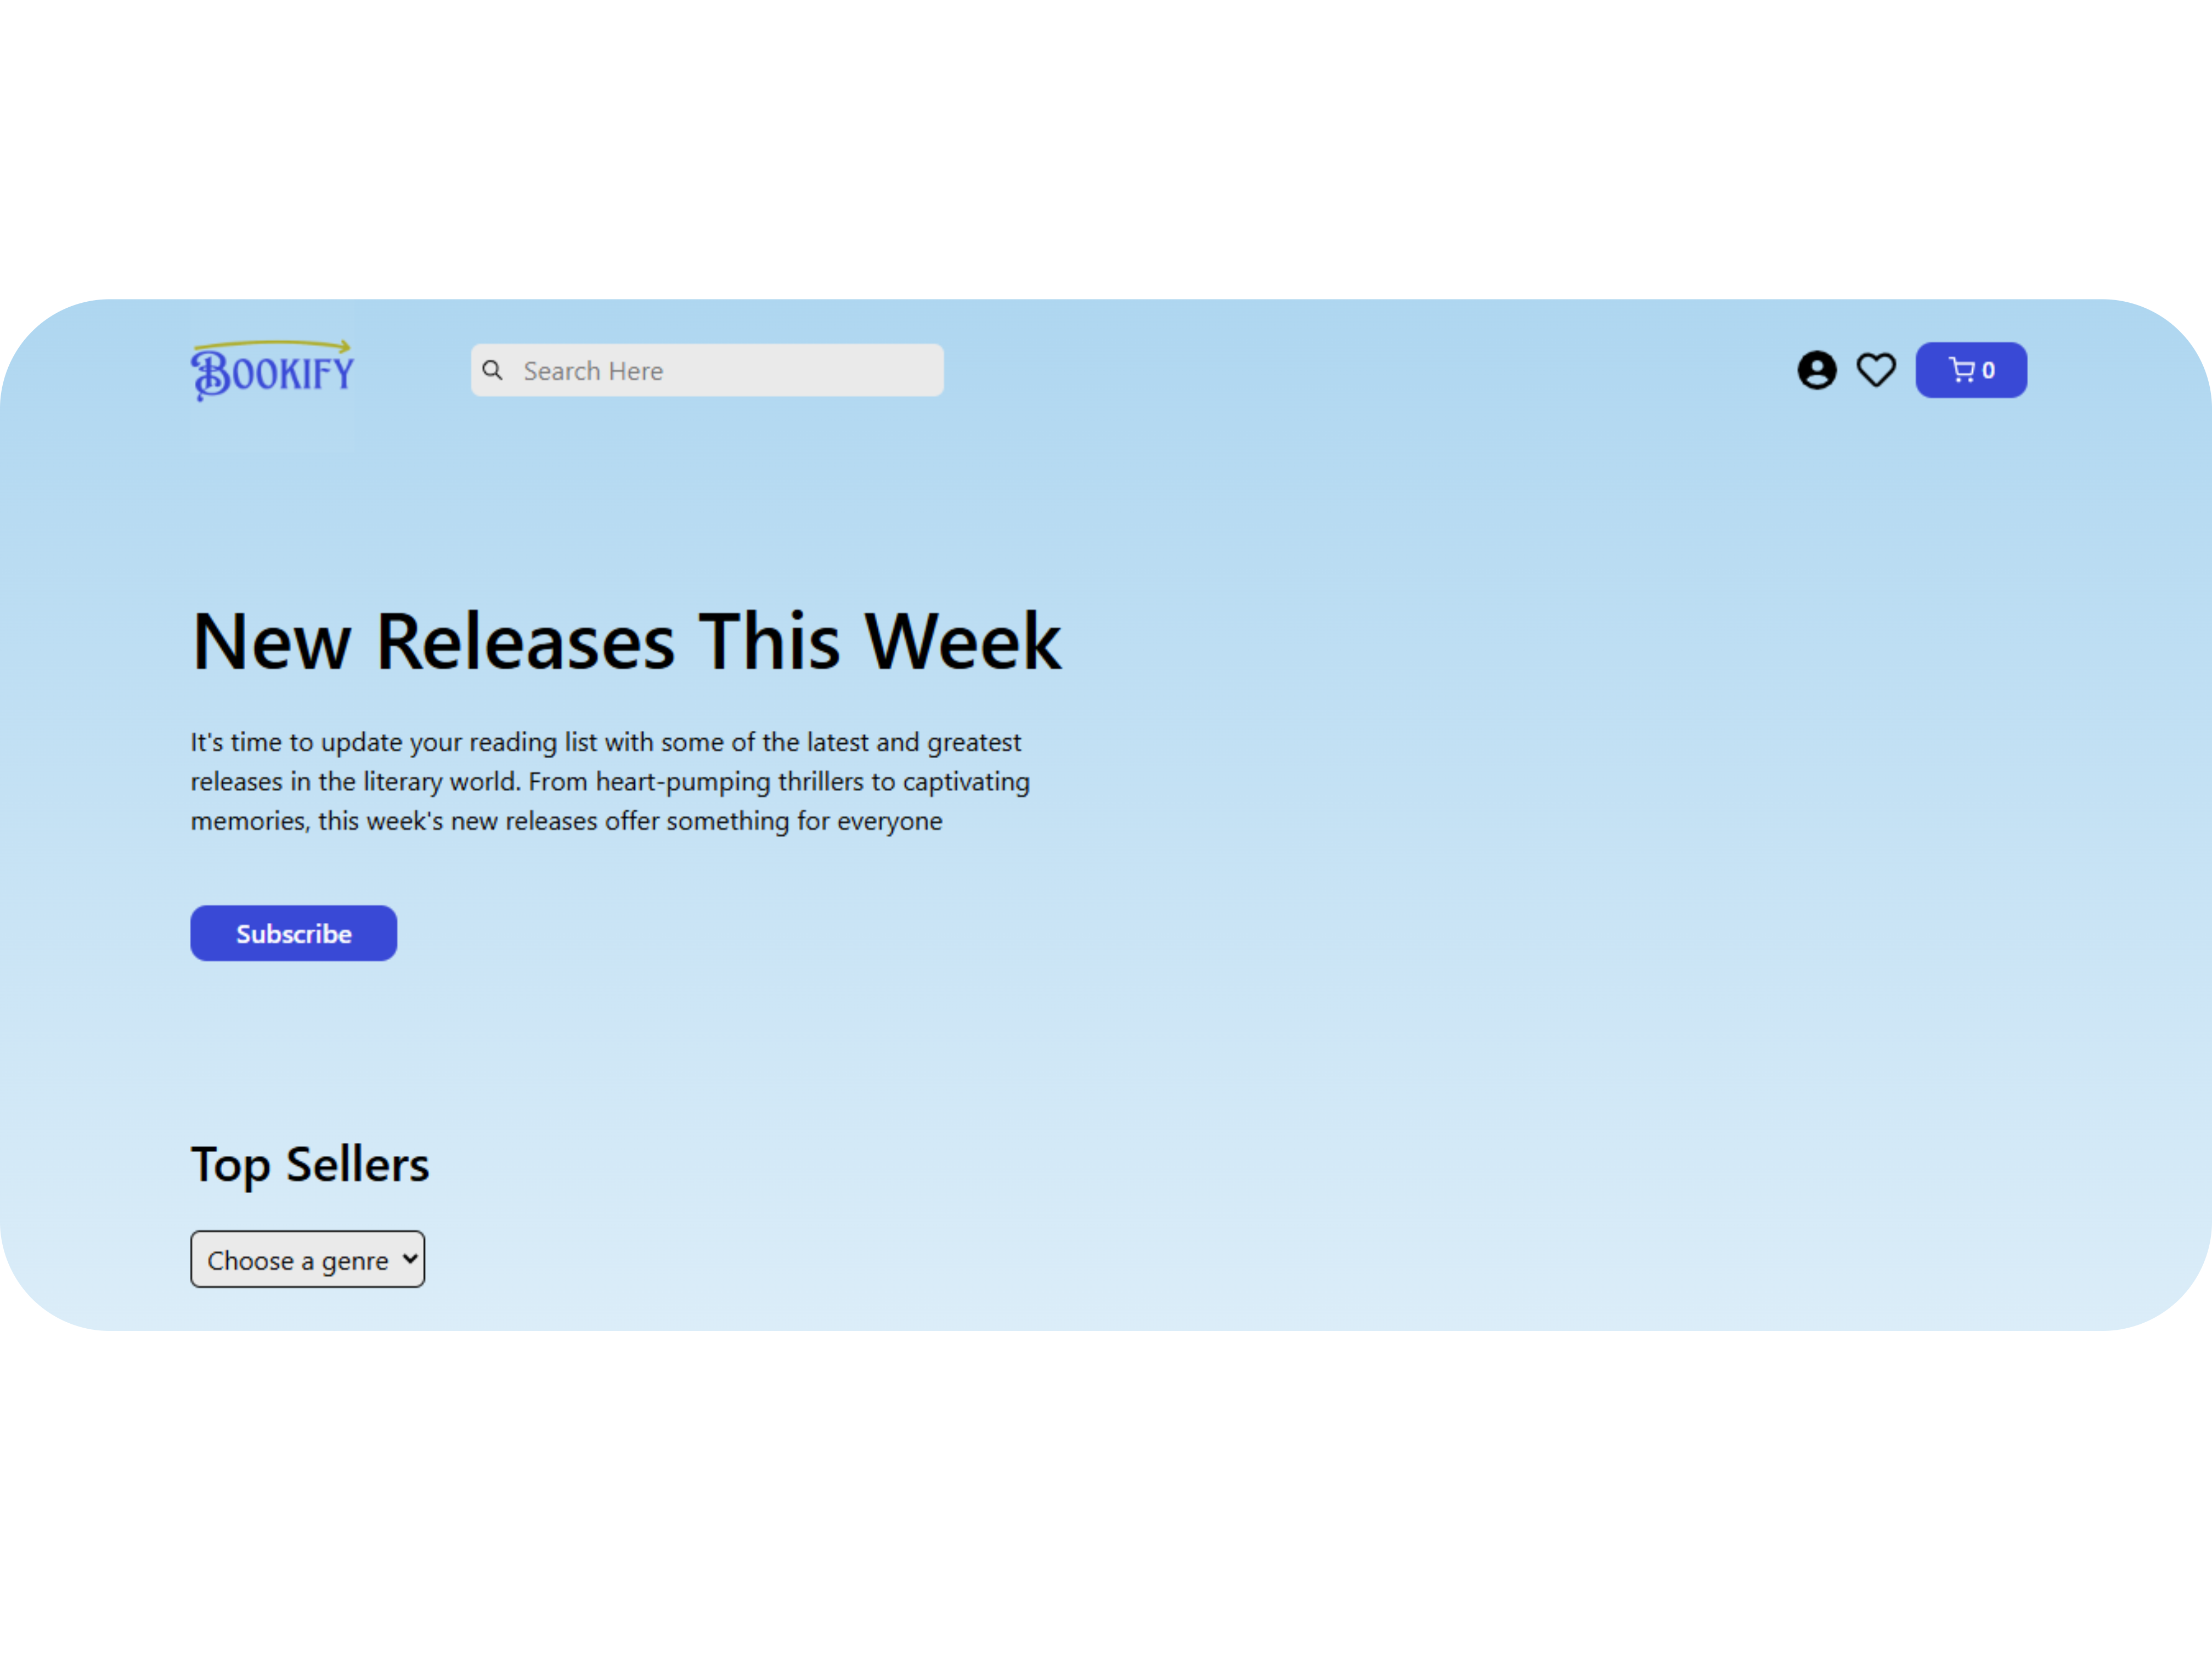 BOOKIFY
Search Here
0
New Releases This Week
It's time to update your reading list with some of the latest and greatest
releases in the literary world. From heart-pumping thrillers to captivating
memories, this week's new releases offer something for everyone
Subscribe
Top Sellers
Choose a genre